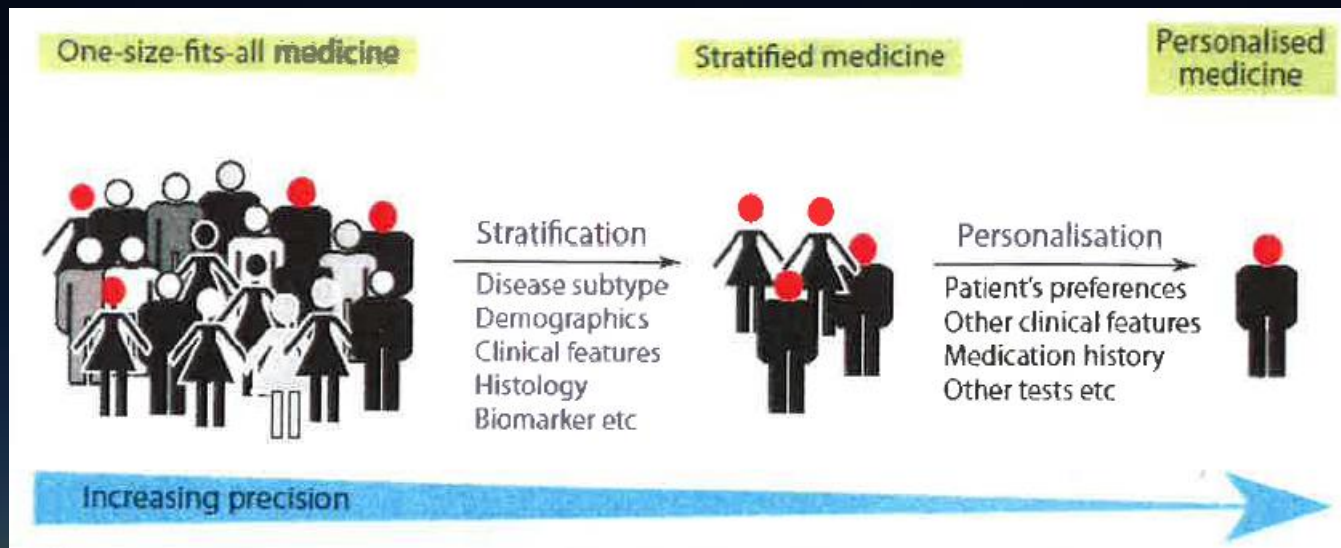 One-size-fits-all medicine
Stratified medicine
Personalised
medicine
Stratification
Disease subtype
Demographics
Clinical features
Histology
Biomarker etc
Personalisation
Patient's preferences
Other clinical features
Medication history
Other tests etc
Increasing precision